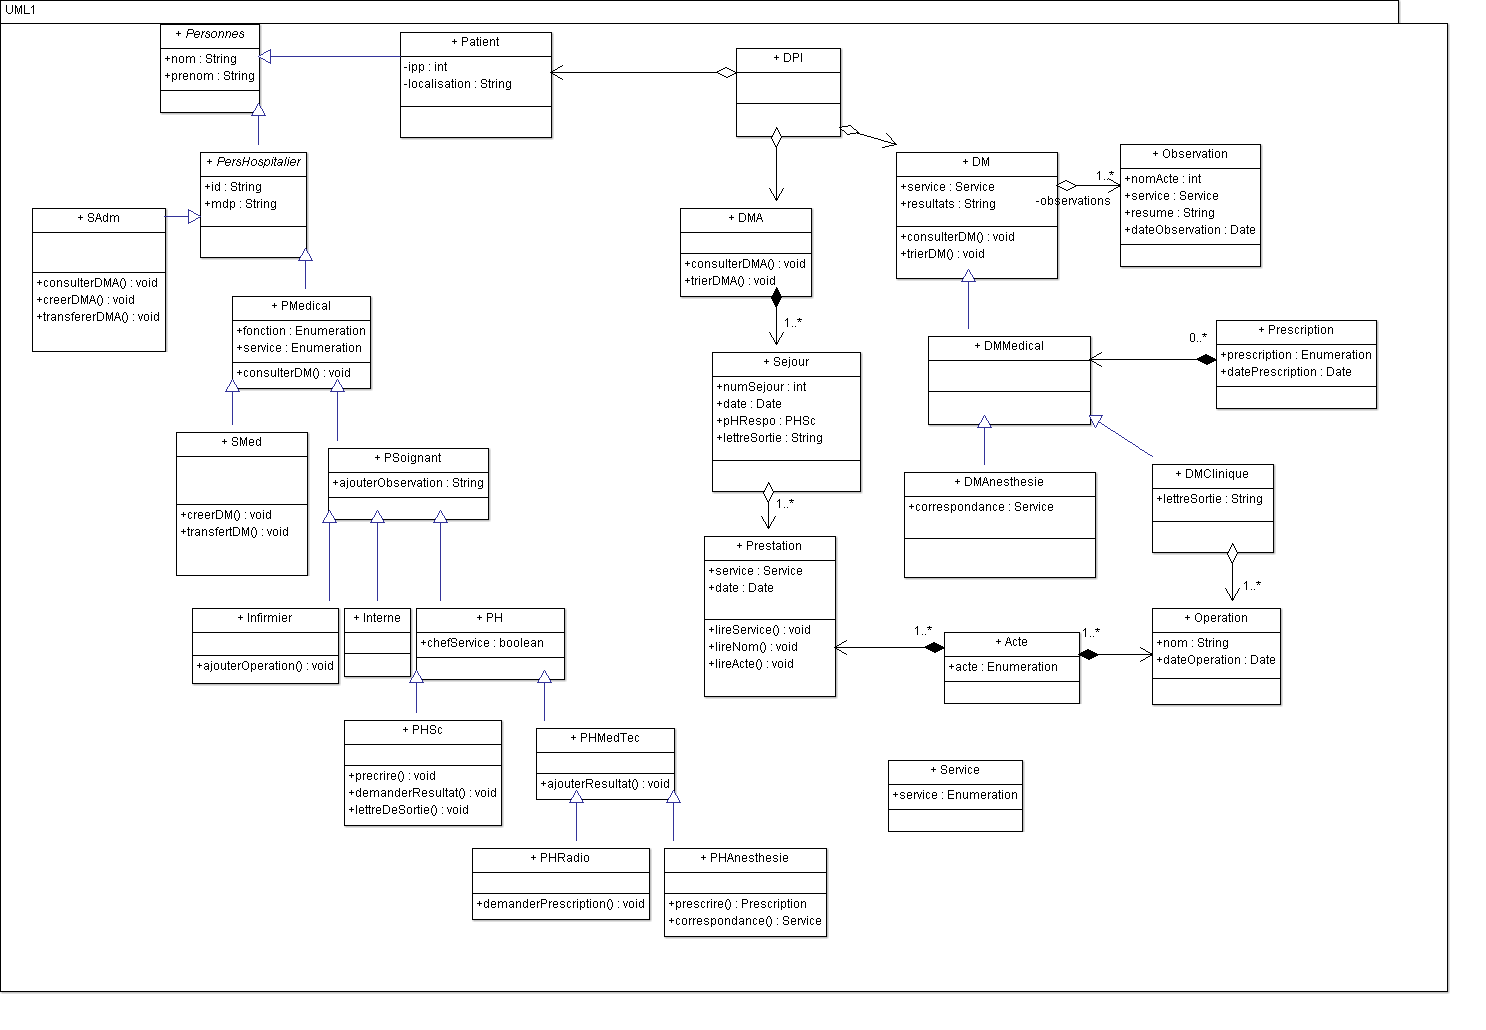 UML1
+ Personnes
+nom : String
+prenom : String
+ Patient
-ipp : int
-localisation : String
+ DPI
+ PersHospitalier
+id : String
+mdp : String
+ SAdm
+consulterDMA() : void
+creerDMA() : void
+transfererDMA() : void
+ DMA
+consulterDMA() : void
+trierDMA() : void
1..*
+ DM
+service : Service
+resultats : String
+consulterDM() : void
+trierDM() : void
1..*
-observations
+ Observation
+nomActe : int
+service : Service
+resume : String
+dateObservation : Date
+ PMedical
+fonction : Enumeration
+service : Enumeration
+consulterDM() : void
+ Sejour
+numSejour : int
+date : Date
+pHRespo : PHSc
+lettreSortie : String
1..*
+ DMMedical
0..*
+ Prescription
+prescription : Enumeration
+datePrescription : Date
+ SMed
+creerDM() : void
+transfertDM() : void
+ PSoignant
+ajouterObservation : String
+ DMAnesthesie
+correspondance : Service
+ DMClinique
+lettreSortie : String
1..*
+ Prestation
+service : Service
+date : Date
+lireService() : void
+lireNom() : void
+lireActe() : void
1..*
+ Acte
+acte : Enumeration
1..*
+ Operation
+nom : String
+dateOperation : Date
+ Infirmier
+ajouterOperation() : void
+ Interne
+ PH
+chefService : boolean
+ PHSc
+precrire() : void
+demanderResultat() : void
+lettreDeSortie() : void
+ PHMedTec
+ajouterResultat() : void
+ Service
+service : Enumeration
+ PHRadio
+demanderPrescription() : void
+ PHAnesthesie
+prescrire() : Prescription
+correspondance() : Service